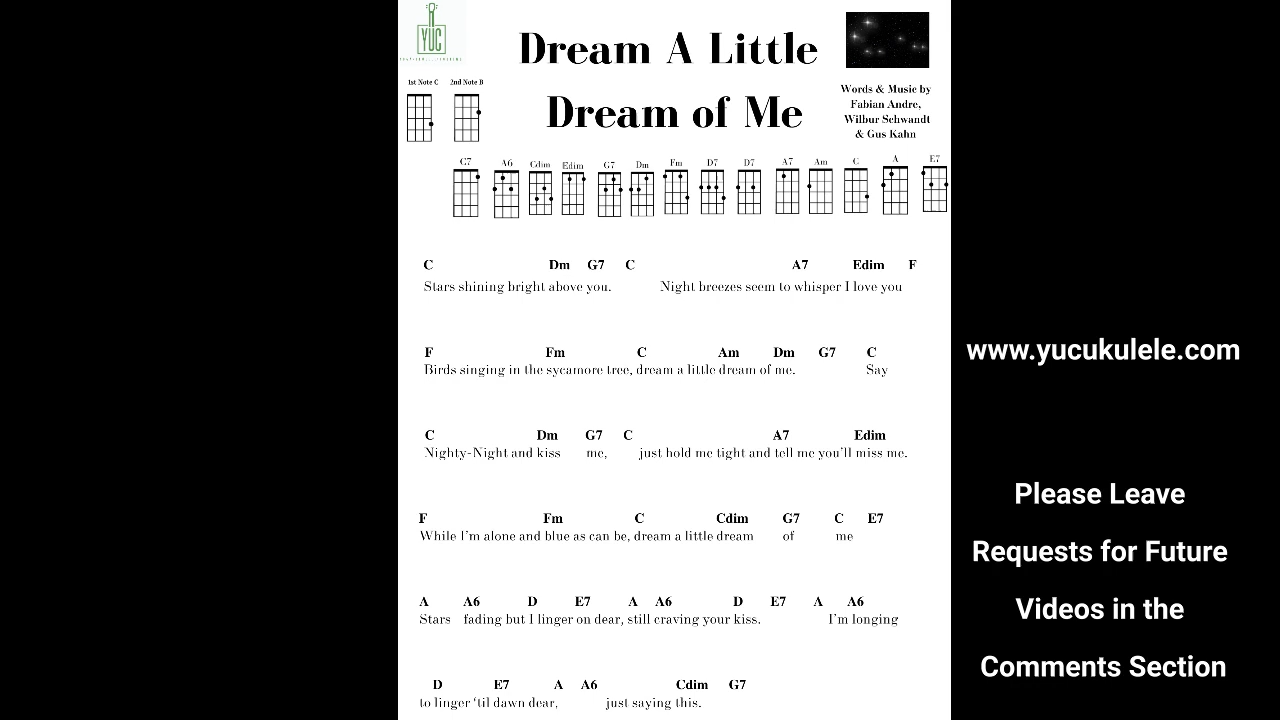 YUC
Dream A Little
Dream of Me
1st Note C 2nd Note B
Words & Music by
Fabian Andre,
Wilbur Schwandt
& Gus Kahn
C7 A6 Cdim Edim G7 Dm Fm D7 D7 A7 Am C A E7
C Dm G7 C A7 Edim F
Stars shining bright above you. Night breezes seem to whisper I love you
F Fm C Am Dm G7 C
Birds singing in the sycamore tree, dream a little dream of me. Say
C Dm G7 C A7 Edim
Nighty-Night and kiss me, just hold me tight and tell me you'll miss me.
F Fm C Cdim G7 C E7
While I'm alone and blue as can be, dream a little dream of me
A A6 D E7 A A6 D E7 A A6
Stars fading but I linger on dear, still craving your kiss. I'm longing
D E7 A A6 Cdim G7
to linger 'til dawn dear, just saying this.
www.yucukulele.com
Please Leave
Requests for Future
Videos in the
Comments Section